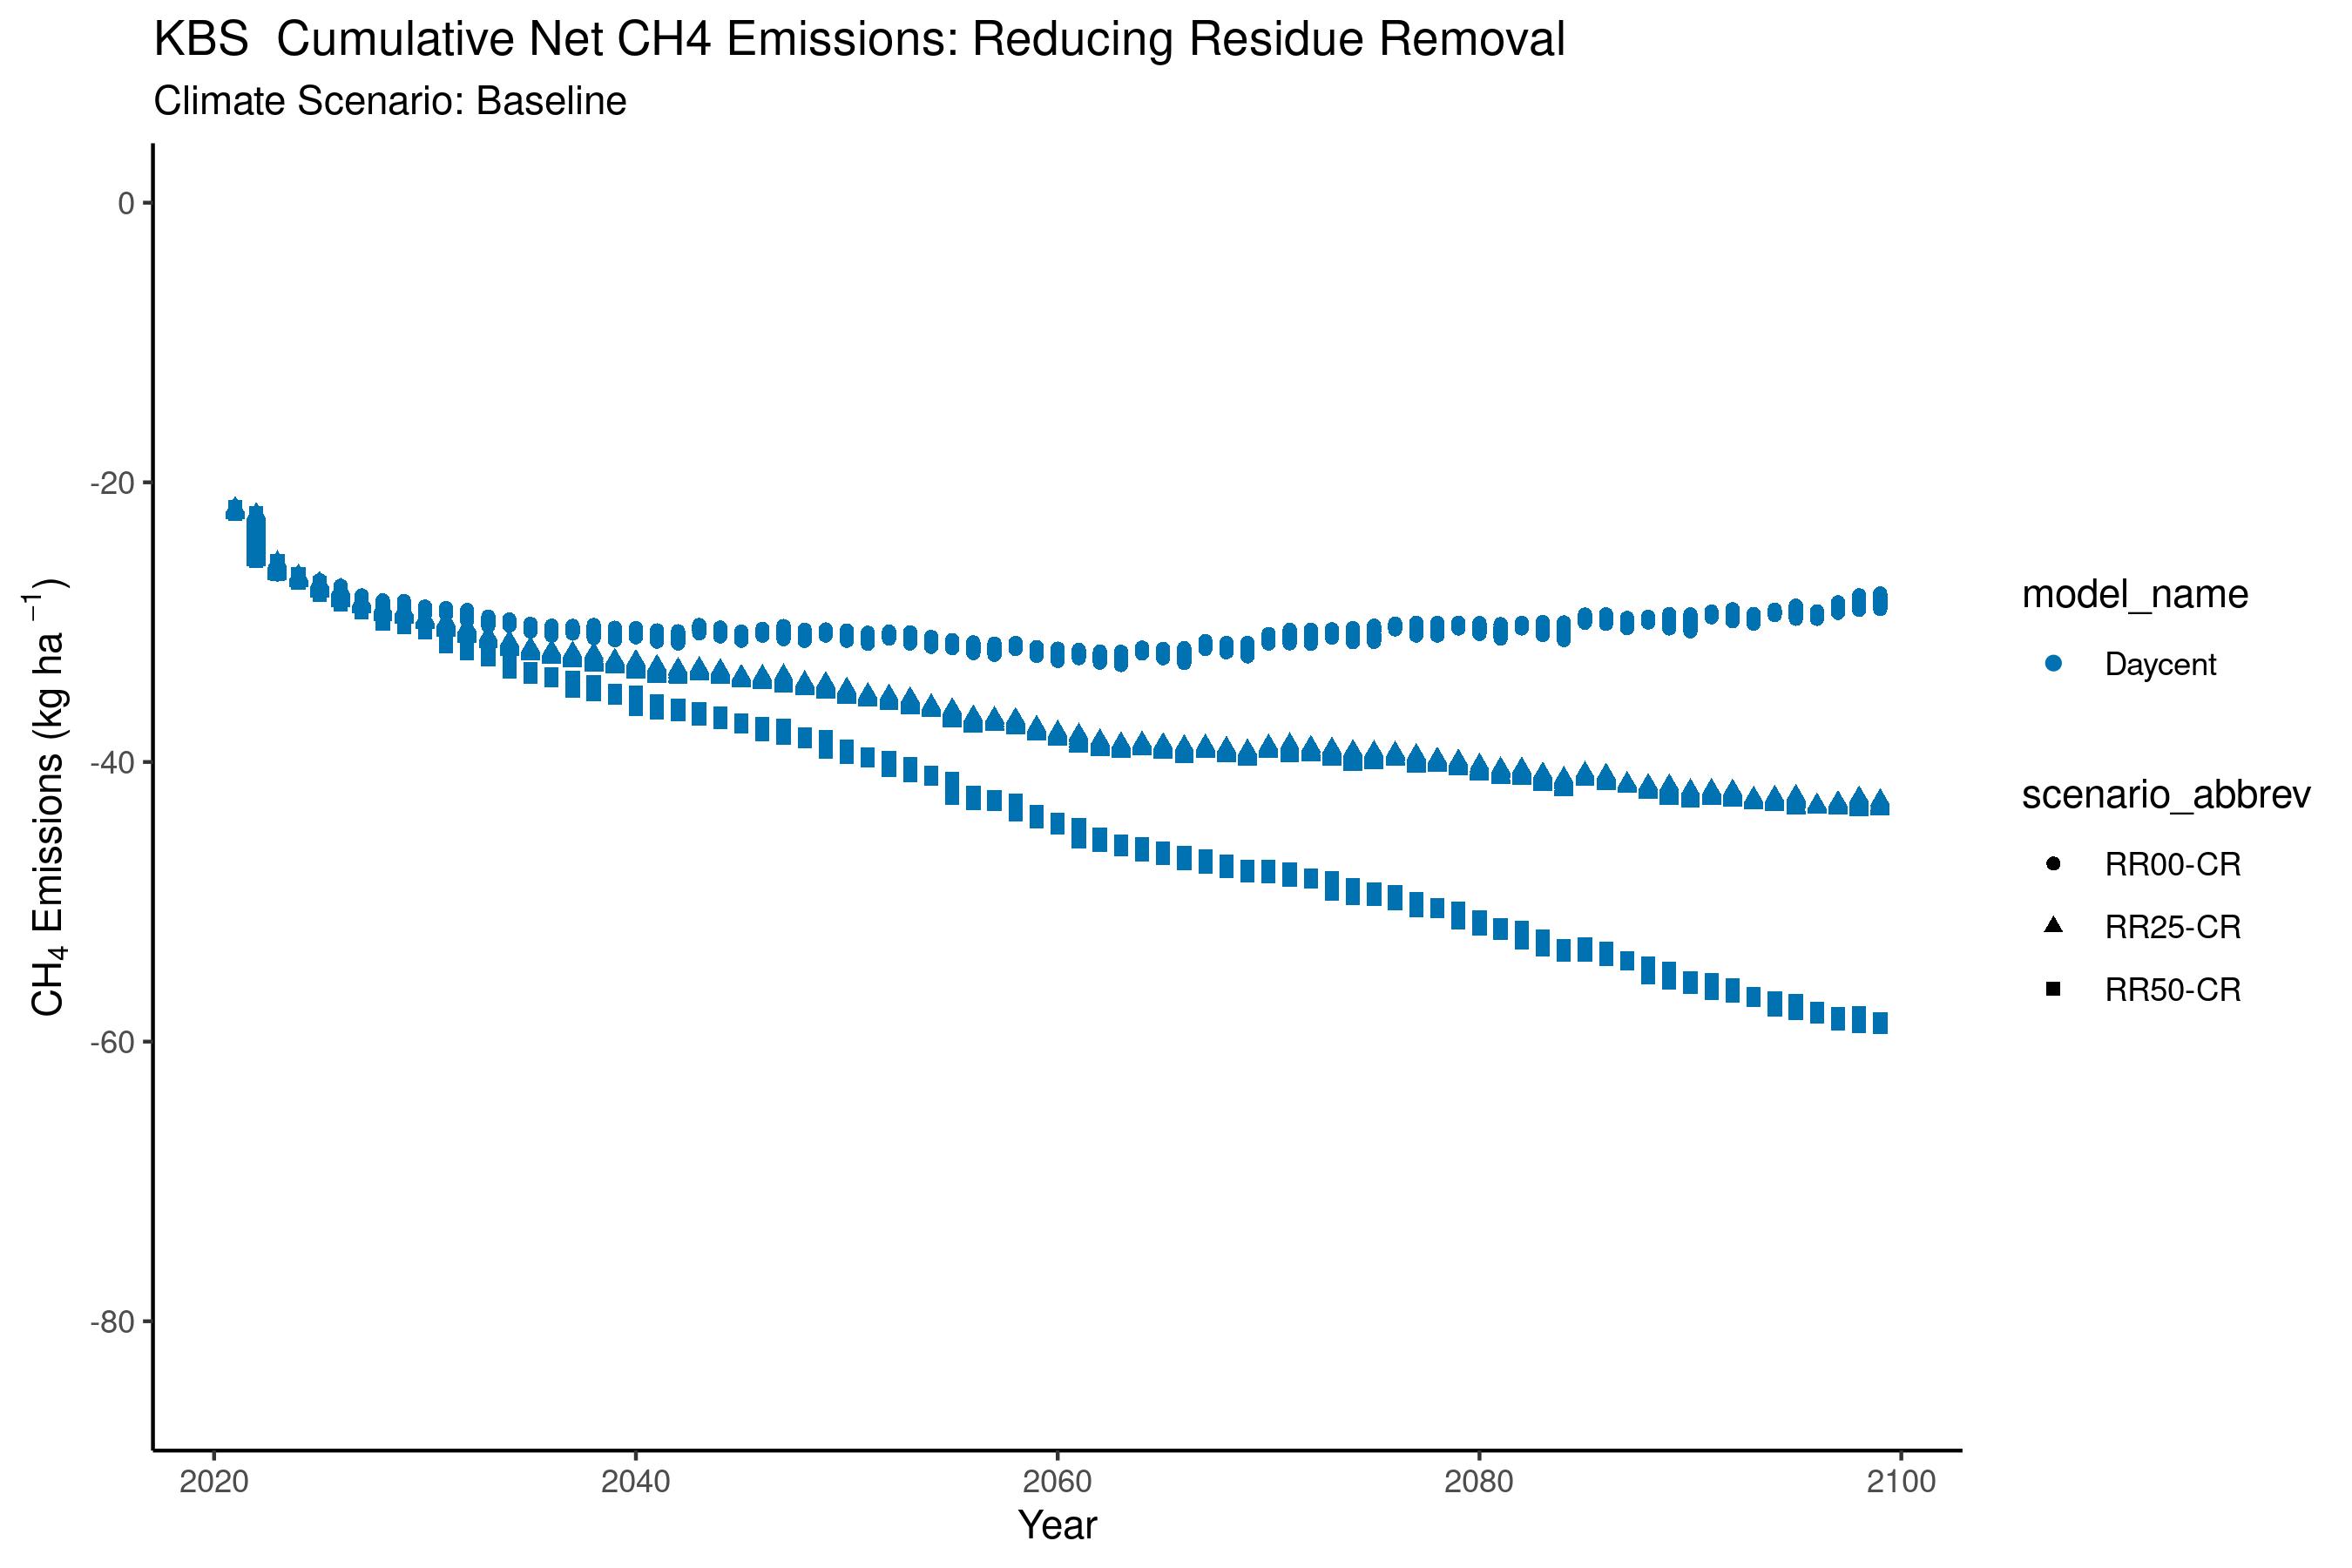 KBS  Cumulative Net CH4 Emissions: Reducing Residue Removal
Climate Scenario: Baseline
CH₄ Emissions (kg ha ⁻¹)
0
-20
-40
-60
-80
2020 2040 2060 2080 2100
Year
model_name
Daycent
scenario_abbrev
RR00-CR
RR25-CR
RR50-CR